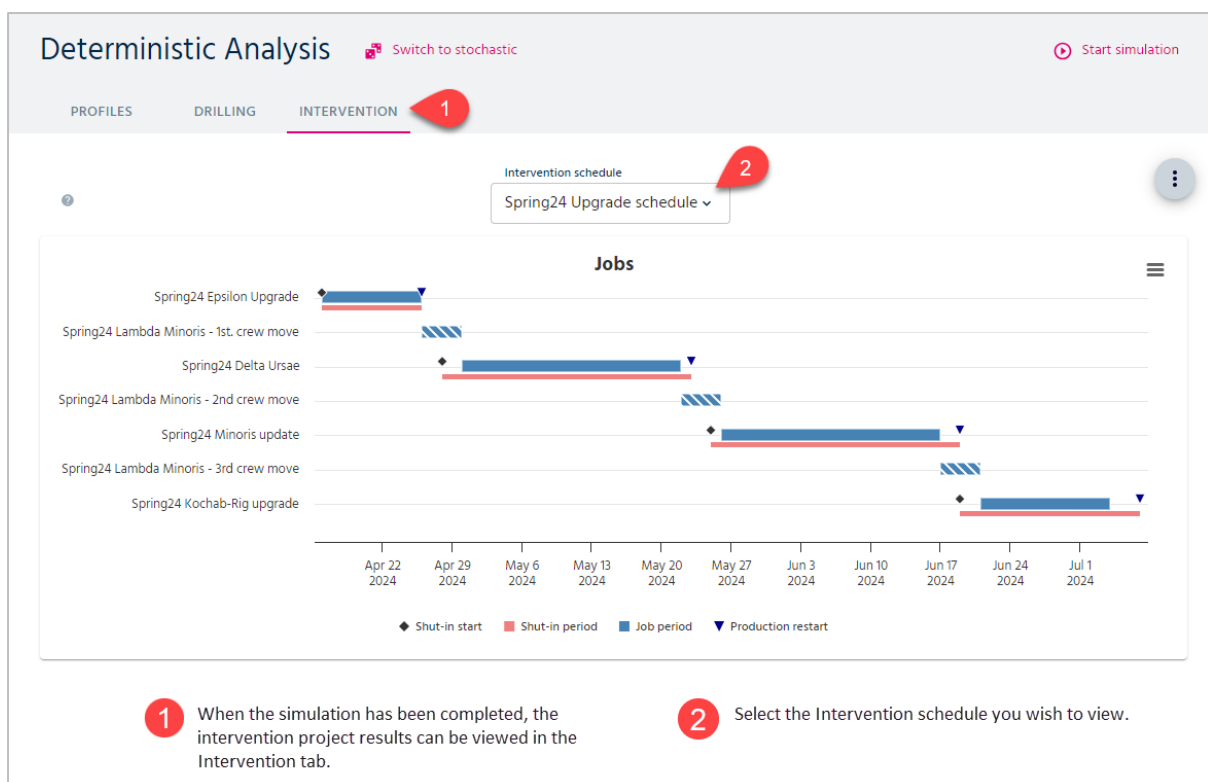 Deterministic Analysis
Switch to stochastic
Start simulation
PROFILES
DRILLING
INTERVENTION
1
Intervention schedule
2
Spring24 Upgrade schedule
?
Jobs
Spring24 Epsilon Upgrade
Spring24 Lambda Minoris - 1st. crew move
Spring24 Delta Ursae
Spring24 Lambda Minoris - 2nd crew move
Spring24 Minoris update
Spring24 Lambda Minoris - 3rd crew move
Spring24 Kochab-Rig upgrade
Apr 22 Apr 29 May 6 May 13 May 20 May 27 Jun 3 Jun 10 Jun 17 Jun 24 Jul 1
2024 2024 2024 2024 2024 2024 2024 2024 2024 2024 2024
Shut-in start Shut-in period Job period Production restart
1
When the simulation has been completed, the
intervention project results can be viewed in the
Intervention tab.
2
Select the Intervention schedule you wish to view.